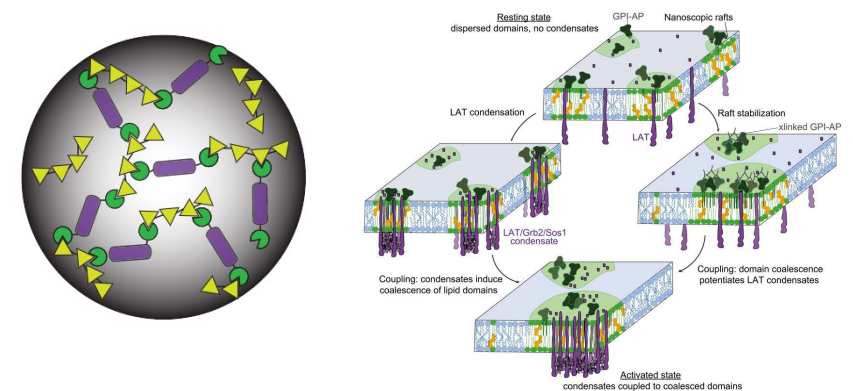 Resting state
dispersed domains, no condensates
GPI-AP
Nanoscopic rafts
LAT condensation
Raft stabilization
LAT
xlinked GPI-AP
LAT/Grb2/Sos1
condensate
Coupling: condensates induce
coalescence of lipid domains
Coupling: domain coalescence
potentiates LAT condensates
Activated state
condensates coupled to coalesced domains